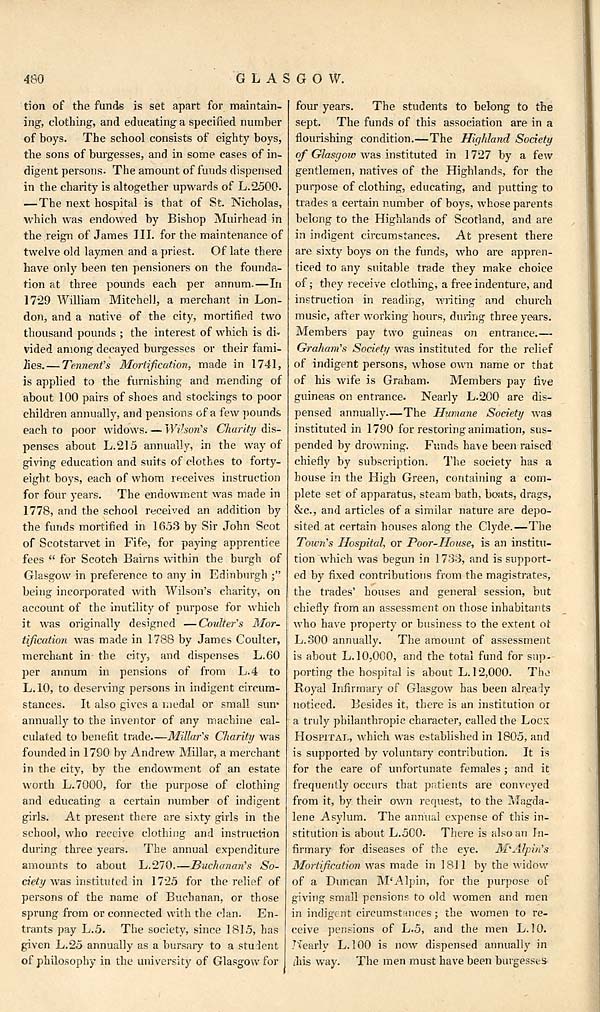 480
GLASGOW.
tion of the funds is set apart for maintain-
ing, clothing, and educating a specified number
of boys. The school consists of eighty boys,
the sons of burgesses, and in some cases of in-
digent persons. The amount of funds dispensed
in the charity is altogether upwards of L.2500.
—The next hospital is that of St. Nicholas,
which was endowed by Bishop Muirhead in
the reign of James III. for the maintenance of
twelve old laymen and a priest. Of late there
have only been ten pensioners on the founda-
tion at three pounds each per annum.—In
1729 William Mitchell, a merchant in Lon-
don, and a native of the city, mortified two
thousand pounds ; the interest of which is di-
vided among decayed burgesses or their fami-
lies.—Tennent's Mortification, made in 1741,
is applied to the furnishing and mending of
about 100 pairs of shoes and stockings to poor
children annually, and pensions of a few pounds
each to poor widows.—Wilson's Charity dis-
penses about L.215 annually, in the way of
giving education and suits of clothes to forty-
eight boys, each of whom receives instruction
for four years. The endowment was made in
1778, and the school received an addition by
the funds mortified in 1653 by Sir John Scot
of Scotstarvet in Fife, for paying apprentice
fees " for Scotch Bairns within the burgh of
Glasgow in preference to any in Edinburgh ;"
being incorporated with Wilson's charity, on
account of the inutility of purpose for which
it was originally designed —Coulter's Mor-
tification was made in 1788 by James Coulter,
merchant in the city, and dispenses L.60
per annum in pensions of from L.4 to
L.10, to deserving persons in indigent circum-
stances. It also gives a medal or small sum
annually to the inventor of any machine cal-
culated to benefit trade.—Millar's Charity was
founded in 1790 by Andrew Millar, a merchant
in the city, by the endowment of an estate
worth L.7000, for the purpose of clothing
and educating a certain number of indigent
girls. At present there are sixty girls in the
school, who receive clothing and instruction
during three years. The annual expenditure
amounts to about L.270.—Buchanan's So-
ciety was instituted in 1725 for the relief of
persons of the name of Buchanan, or those
sprung from or connected with the clan. En-
trants pay L.5. The society, since 1815, has
given L.25 annually as a bursary to a student
of philosophy in the university of Glasgow for
four years. The students to belong to the
sept. The funds of this association are in a
flourishing condition.—The Highland Society
of Glasgow was instituted in 1727 by a few
gentlemen, natives of the Highlands, for the
purpose of clothing, educating, and putting to
trades a certain number of boys, whose parents
belong to the Highlands of Scotland, and are
in indigent circumstances. At present there
are sixty boys on the funds, who are appren-
ticed to any suitable trade they make choice
of ; they receive clothing, a free indenture, and
instruction in reading, writing and church
music, after working hours, during three years.
Members pay two guineas on entrance.—
Graham's Society was instituted for the relief
of indigent persons, whose own name or that
of his wife is Graham. Members pay five
guineas on entrance. Nearly L.200 are dis-
pensed annually.—The Humane Society was
instituted in 1790 for restoring animation, sus-
pended by drowning. Funds have been raised
chiefly by subscription. The society has a
house in the High Green, containing a com-
plete set of apparatus, steam bath, boats, drags,
&c., and articles of a similar nature are depo-
sited at certain houses along the Clyde.—The
Town's Hospital, or Poor-House, is an institu-
tion which was begun in 1733, and is support-
ed by fixed contributions from the magistrates,
the trades' houses and general session, but
chiefly from an assessment on those inhabitants
who have property or business to the extent of
L.300 annually. The amount of assessment
is about L.10,000, and the total fund for sup-
porting the hospital is about L.12,000. The
Royal Infirmary of Glasgow has been already
noticed. Besides it, there is an institution of
a truly philanthropic character, called the LOCK
HOSPITAL, which was established in 1805, and
is supported by voluntary contribution. It is
for the care of unfortunate females ; and it
frequently occurs that patients are conveyed
from it, by their own request, to the Magda-
lene Asylum. The annual expense of this in-
stitution is about L.500. There is also an In-
firmary for diseases of the eye. M'Alpin's
Mortification was made in 1811 by the widow
of a Duncan M'Alpin, for the purpose of
giving small pensions to old women and men
in indigent circumstances ; the women to re-
ceive pensions of L.5, and the men L.10.
Nearly L.100 is now dispensed annually in
this way. The men must have been burgesses